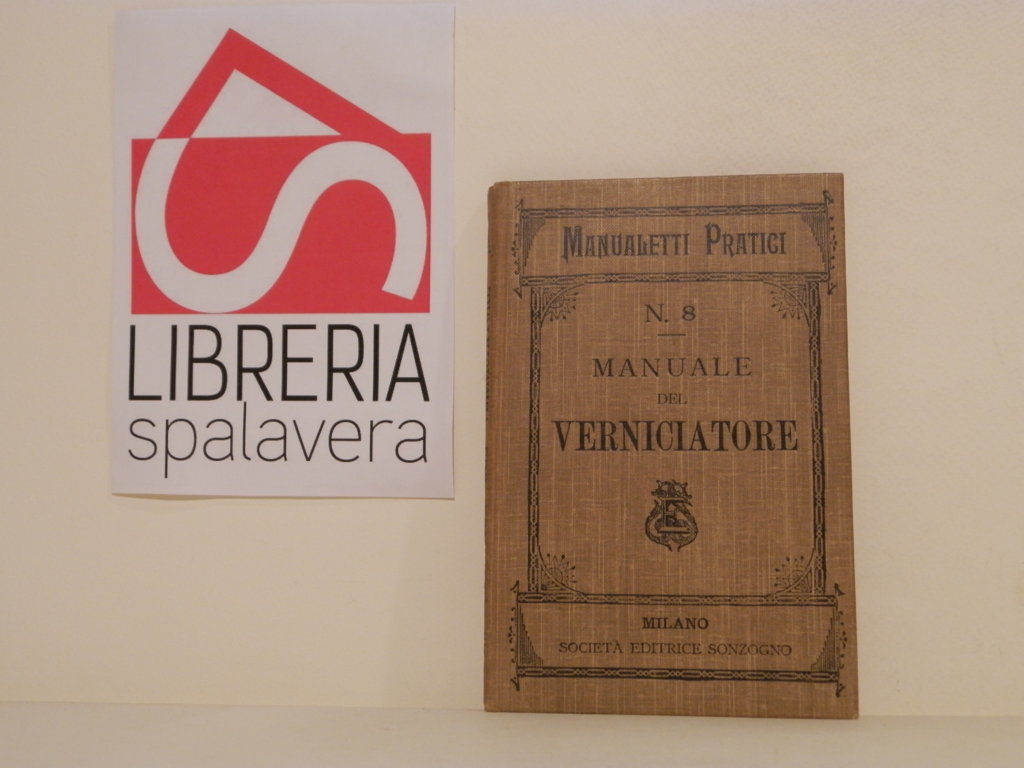 LIBRERIA
spalavera
MANUALETTI PRATICI
N. 8
MANUALE
DEL
VERNICIATORE
MILANO
SOCIETÀ EDITRICE SONZOGNO